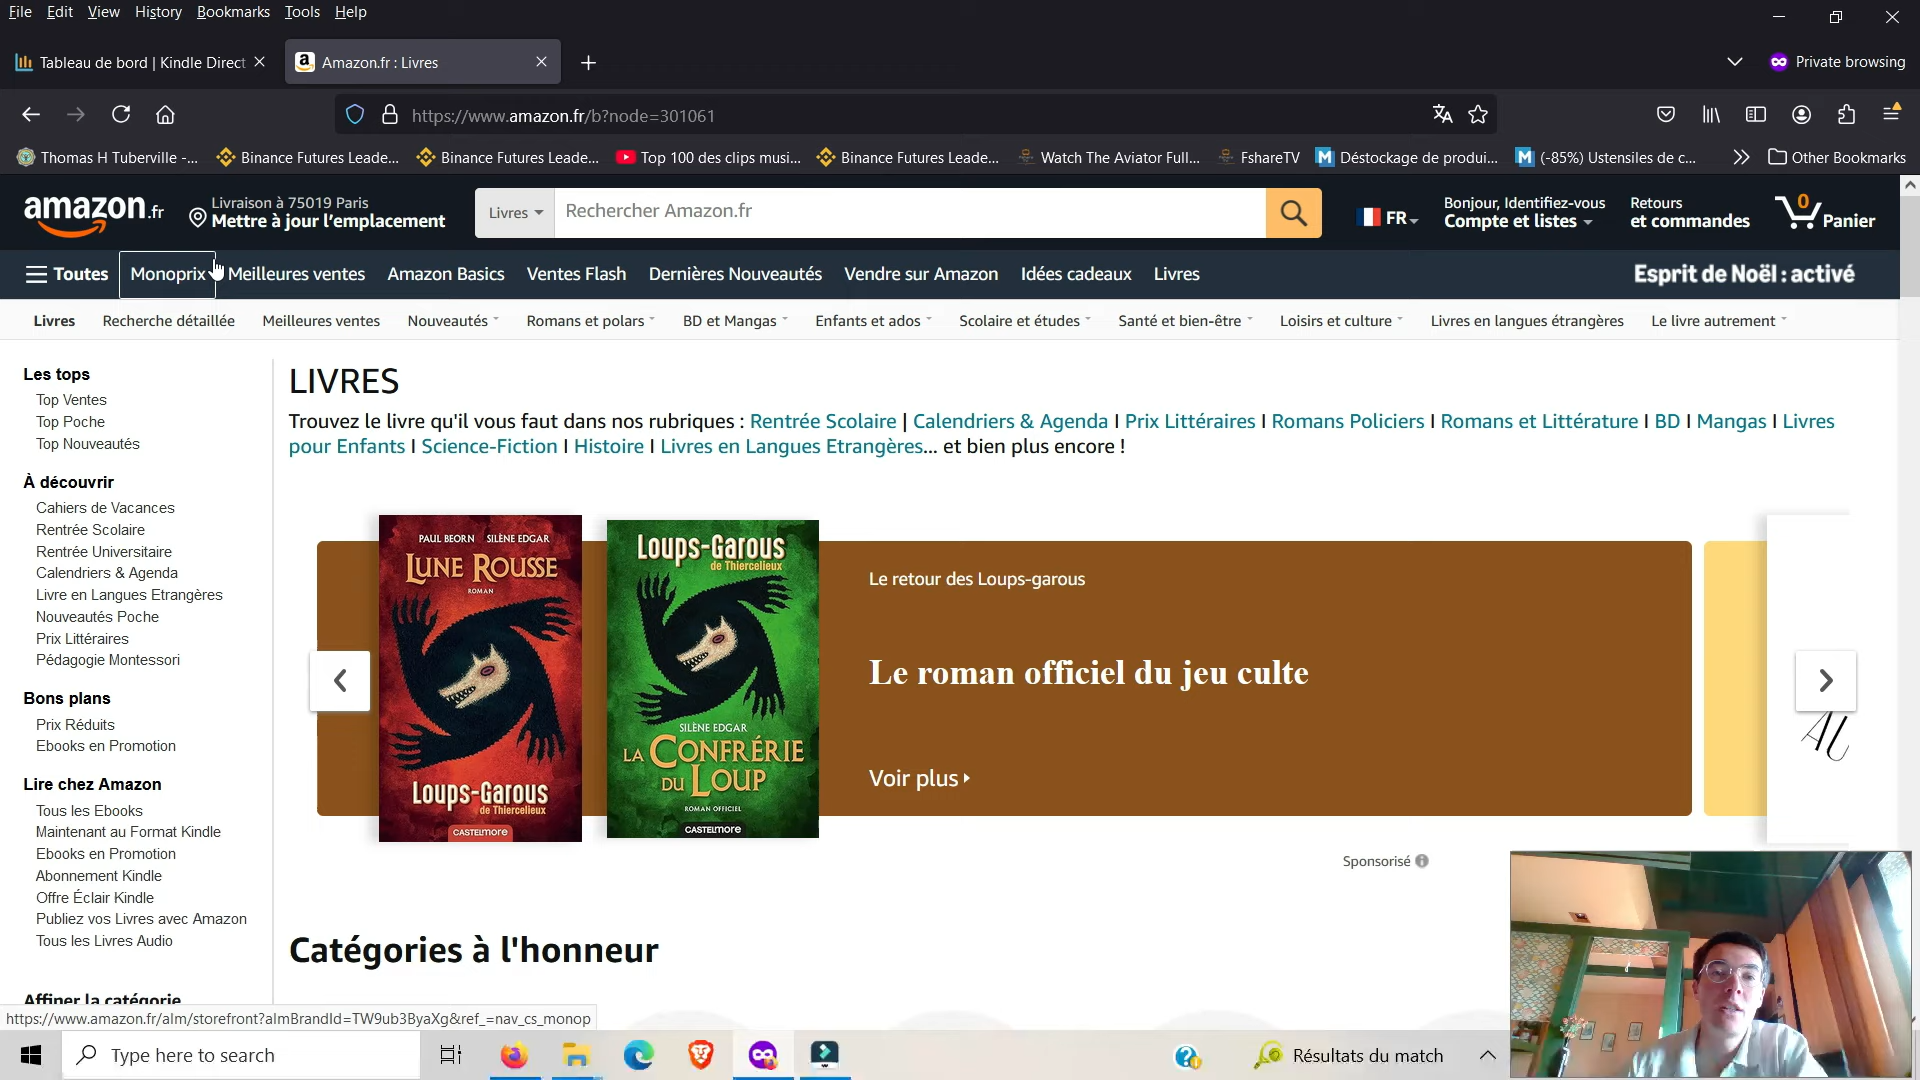 File Edit View History Bookmarks Tools Help
Tableau de bord | Kindle Direct
Amazon.fr : Livres
Private browsing
https://www.amazon.fr/b?node=301061
Thomas H Tuberville -...
Binance Futures Leade...
Binance Futures Leade...
Top 100 des clips musi...
Binance Futures Leade...
Watch The Aviator Full...
FshareTV
Déstockage de produi...
(-85%) Ustensiles de c...
Other Bookmarks
amazon.fr
Livraison à 75019 Paris
Mettre à jour l'emplacement
Livres
Rechercher Amazon.fr
FR
Bonjour, Identifiez-vous
Compte et listes
Retours
et commandes
0
Panier
Toutes Monoprix Meilleures ventes Amazon Basics Ventes Flash Dernières Nouveautés Vendre sur Amazon Idées cadeaux Livres
Esprit de Noël : activé
Livres Recherche détaillée Meilleures ventes Nouveautés Romans et polars BD et Mangas Enfants et ados Scolaire et études Santé et bien-être Loisirs et culture Livres en langues étrangères Le livre autrement
Les tops
Top Ventes
Top Poche
Top Nouveautés
À découvrir
Cahiers de Vacances
Rentrée Scolaire
Rentrée Universitaire
Calendriers & Agenda
Livre en Langues Etrangères
Nouveautés Poche
Prix Littéraires
Pédagogie Montessori
Bons plans
Prix Réduits
Ebooks en Promotion
Lire chez Amazon
Tous les Ebooks
Maintenant au Format Kindle
Ebooks en Promotion
Abonnement Kindle
Offre Éclair Kindle
Publiez vos Livres avec Amazon
Tous les Livres Audio
Affiner la catégorie
LIVRES
Trouvez le livre qu'il vous faut dans nos rubriques : Rentrée Scolaire | Calendriers & Agenda I Prix Littéraires I Romans Policiers I Romans et Littérature I BD I Mangas I Livres
pour Enfants I Science-Fiction I Histoire I Livres en Langues Etrangères... et bien plus encore !
PAUL BEORN SILÈNE EDGAR
LUNE ROUSSE
ROMAN
Loups-Garous
de Thiercelieux
CASTELMORE
Loups-Garous
de Thiercelieux
SILÈNE EDGAR
LA CONFRÉRIE
DU LOUP
ROMAN OFFICIEL
CASTELMORE
Le retour des Loups-garous
Le roman officiel du jeu culte
Voir plus
AU
Sponsorisé
Catégories à l'honneur
https://www.amazon.fr/alm/storefront?almBrandId=TW9ub3ByaXg&ref_=nav_cs_monop
Type here to search
Résultats du match